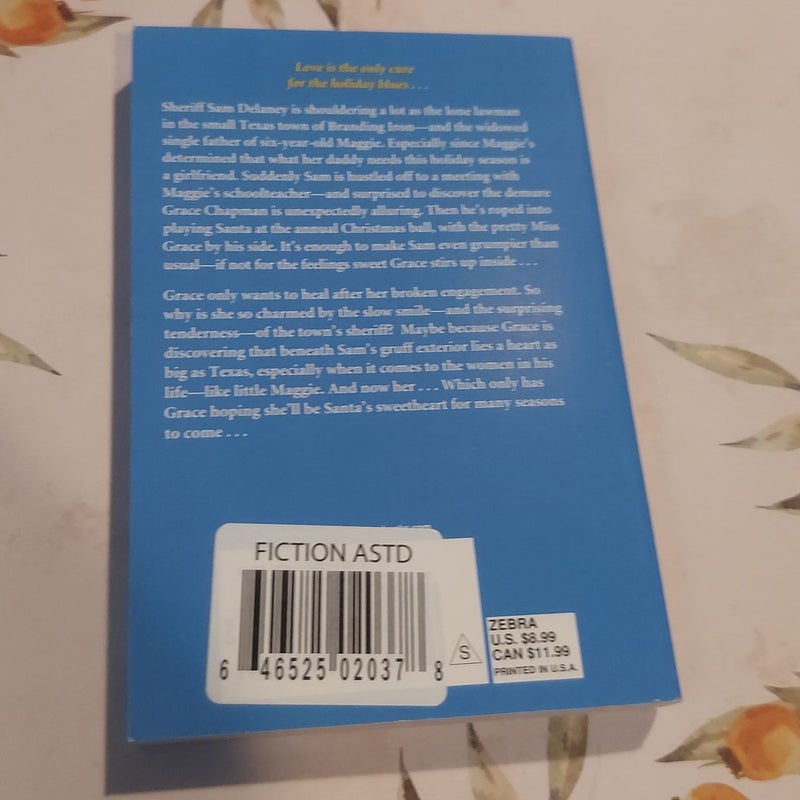 Love is the only cure
for the holiday blues . . .
Sheriff Sam Delaney is shouldering a lot as the lone lawman
in the small Texas town of Branding Iron—and the widowed
single father of six-year-old Maggie. Especially since Maggie's
determined that what her daddy needs this holiday season is
a girlfriend. Suddenly Sam is hustled off to a meeting with
Maggie's schoolteacher—and surprised to discover the demure
Grace Chapman is unexpectedly alluring. Then he's roped into
playing Santa at the annual Christmas ball, with the pretty Miss
Grace by his side. It's enough to make Sam even grumpier than
usual—if not for the feelings sweet Grace stirs up inside . . .
Grace only wants to heal after her broken engagement. So
why is she so charmed by the slow smile—and the surprising
tenderness—of the town's sheriff? Maybe because Grace is
discovering that beneath Sam's gruff exterior lies a heart as
big as Texas, especially when it comes to the women in his
life—like little Maggie. And now her . . . Which only has
Grace hoping she'll be Santa's sweetheart for many seasons
to come . . .
FICTION ASTD
6 46525 02037 8
S
ZEBRA
U.S. $8.99
CAN $11.99
PRINTED IN U.S.A.